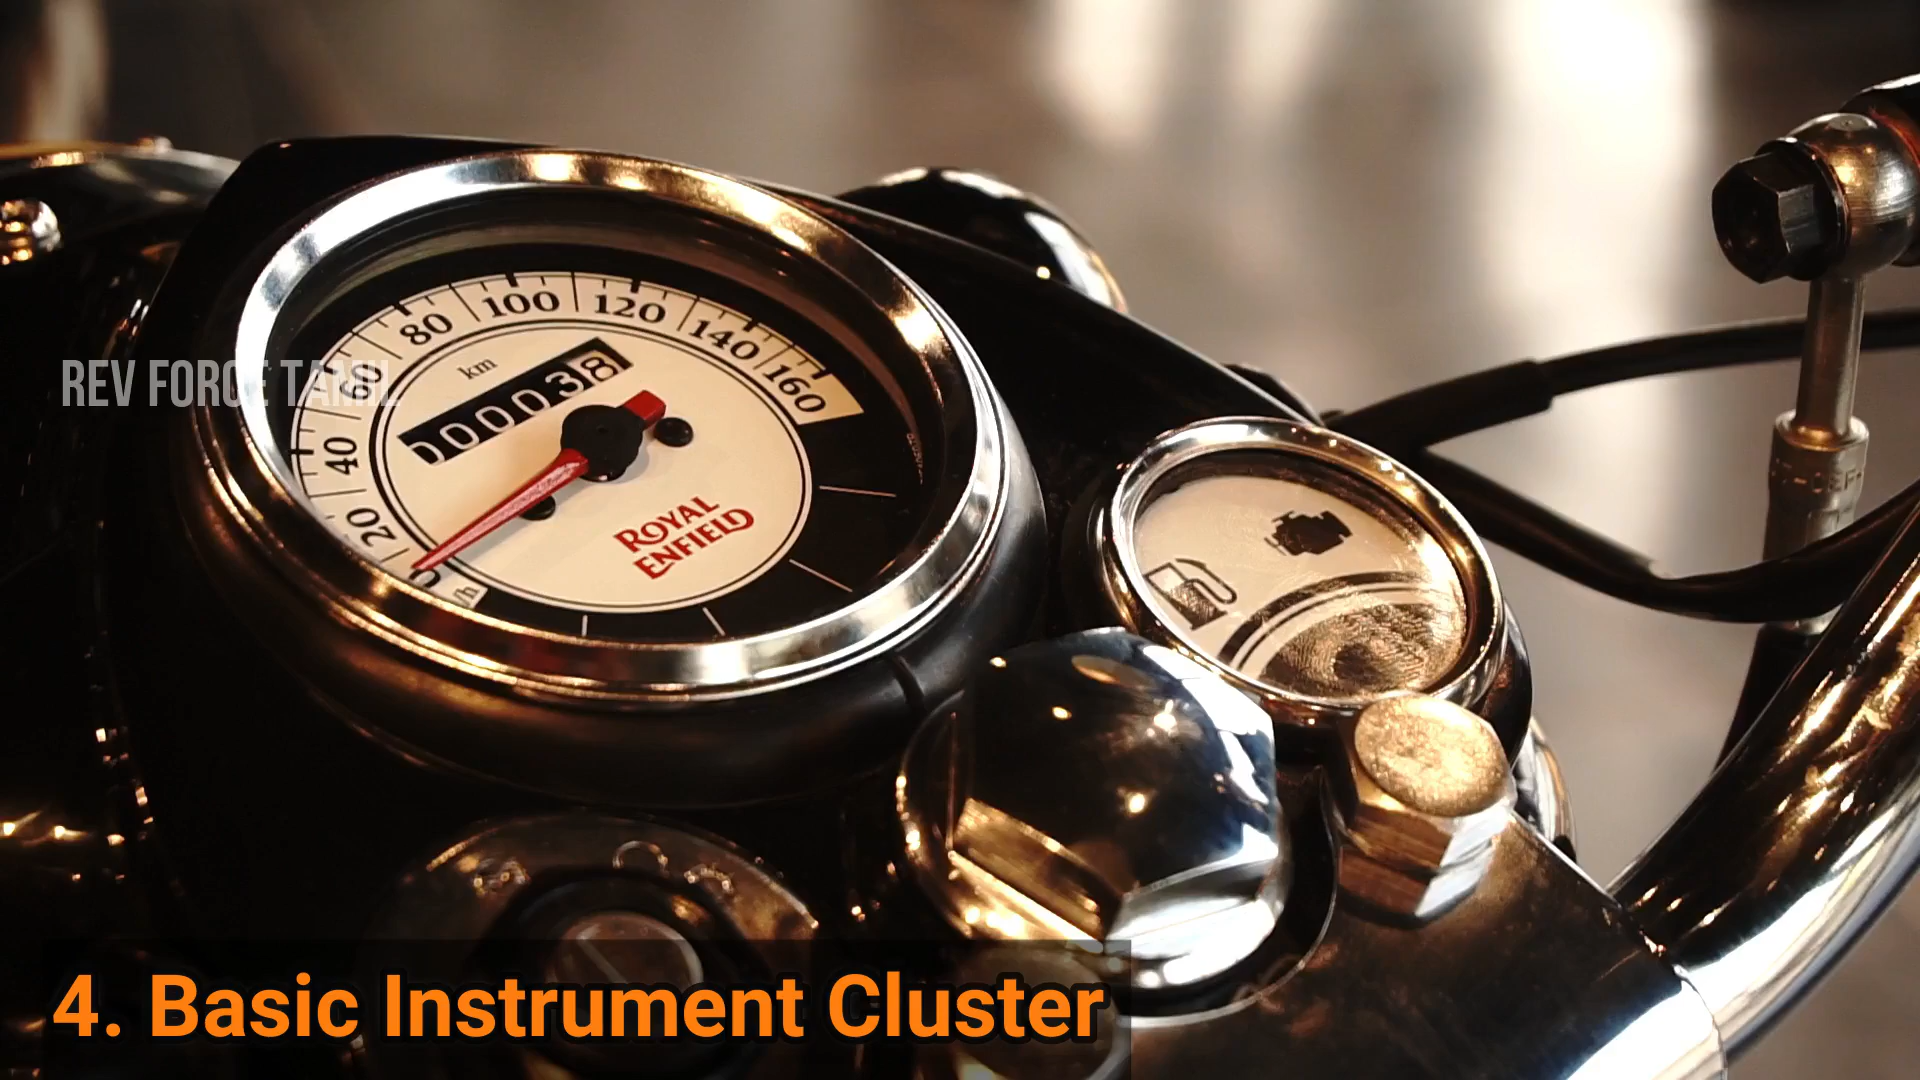 REV FORCE TAMIL
20
40
60
80
100
120
140
160
km
000038
ROYAL
ENFIELD
4. Basic Instrument Cluster